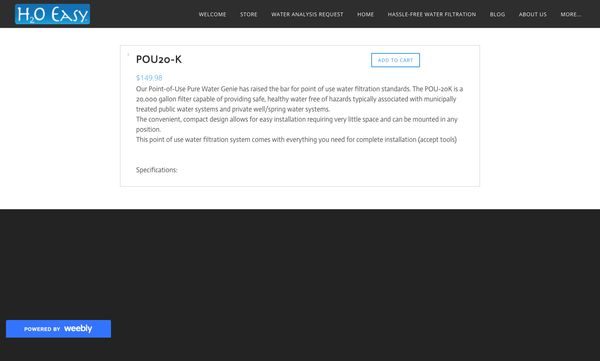 H2O Easy
WELCOME STORE WATER ANALYSIS REQUEST HOME HASSLE-FREE WATER FILTRATION BLOG ABOUT US MORE...
POU20-K
ADD TO CART
$149.98
Our Point-of-Use Pure Water Genie has raised the bar for point of use water filtration standards. The POU-20K is a
20,000 gallon filter capable of providing safe, healthy water free of hazards typically associated with municipally
treated public water systems and private well/spring water systems.
The convenient, compact design allows for easy installation requiring very little space and can be mounted in any
position.
This point of use water filtration system comes with everything you need for complete installation (accept tools)
Specifications:
POWERED BY weebly